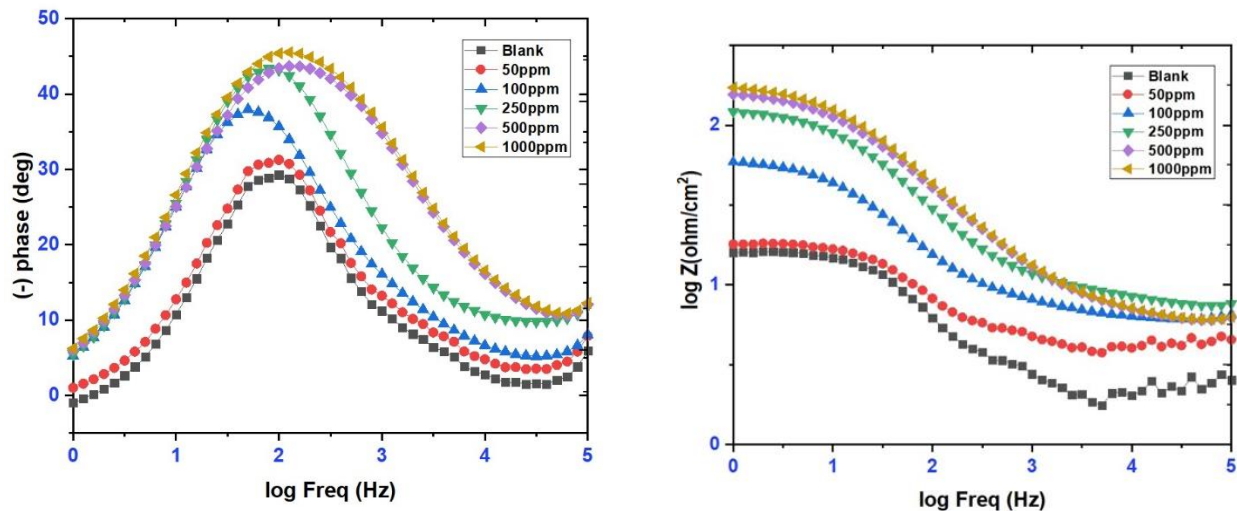 50
40
30
20
10
0
(-) phase (deg)
0 1 2 3 4 5
log Freq (Hz)
Blank
50ppm
100ppm
250ppm
500ppm
1000ppm
2
1
0
log Z(ohm/cm²)
0 1 2 3 4 5
log Freq (Hz)
Blank
50ppm
100ppm
250ppm
500ppm
1000ppm